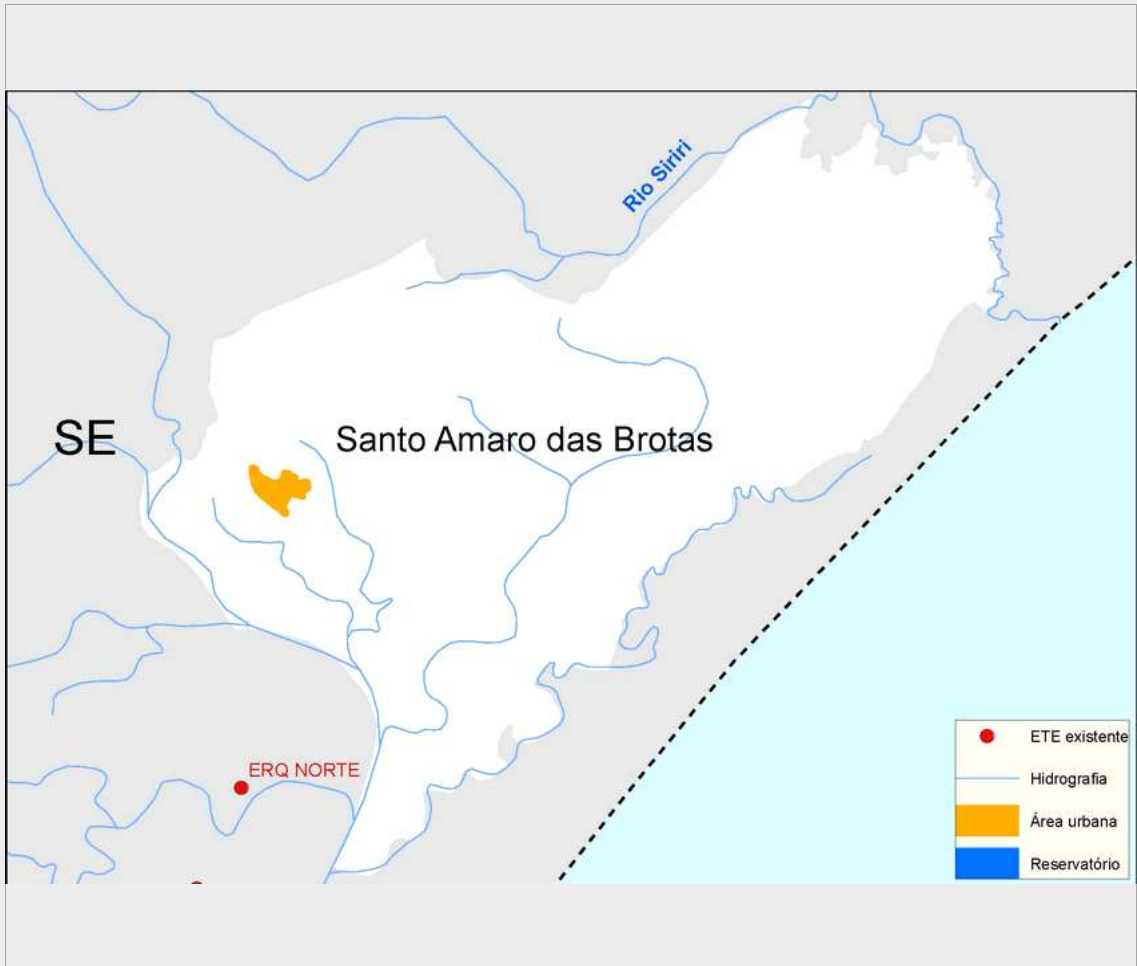 Rio Siriri
SE
Santo Amaro das Brotas
ERQ NORTE
ETE existente
Hidrografia
Área urbana
Reservatório